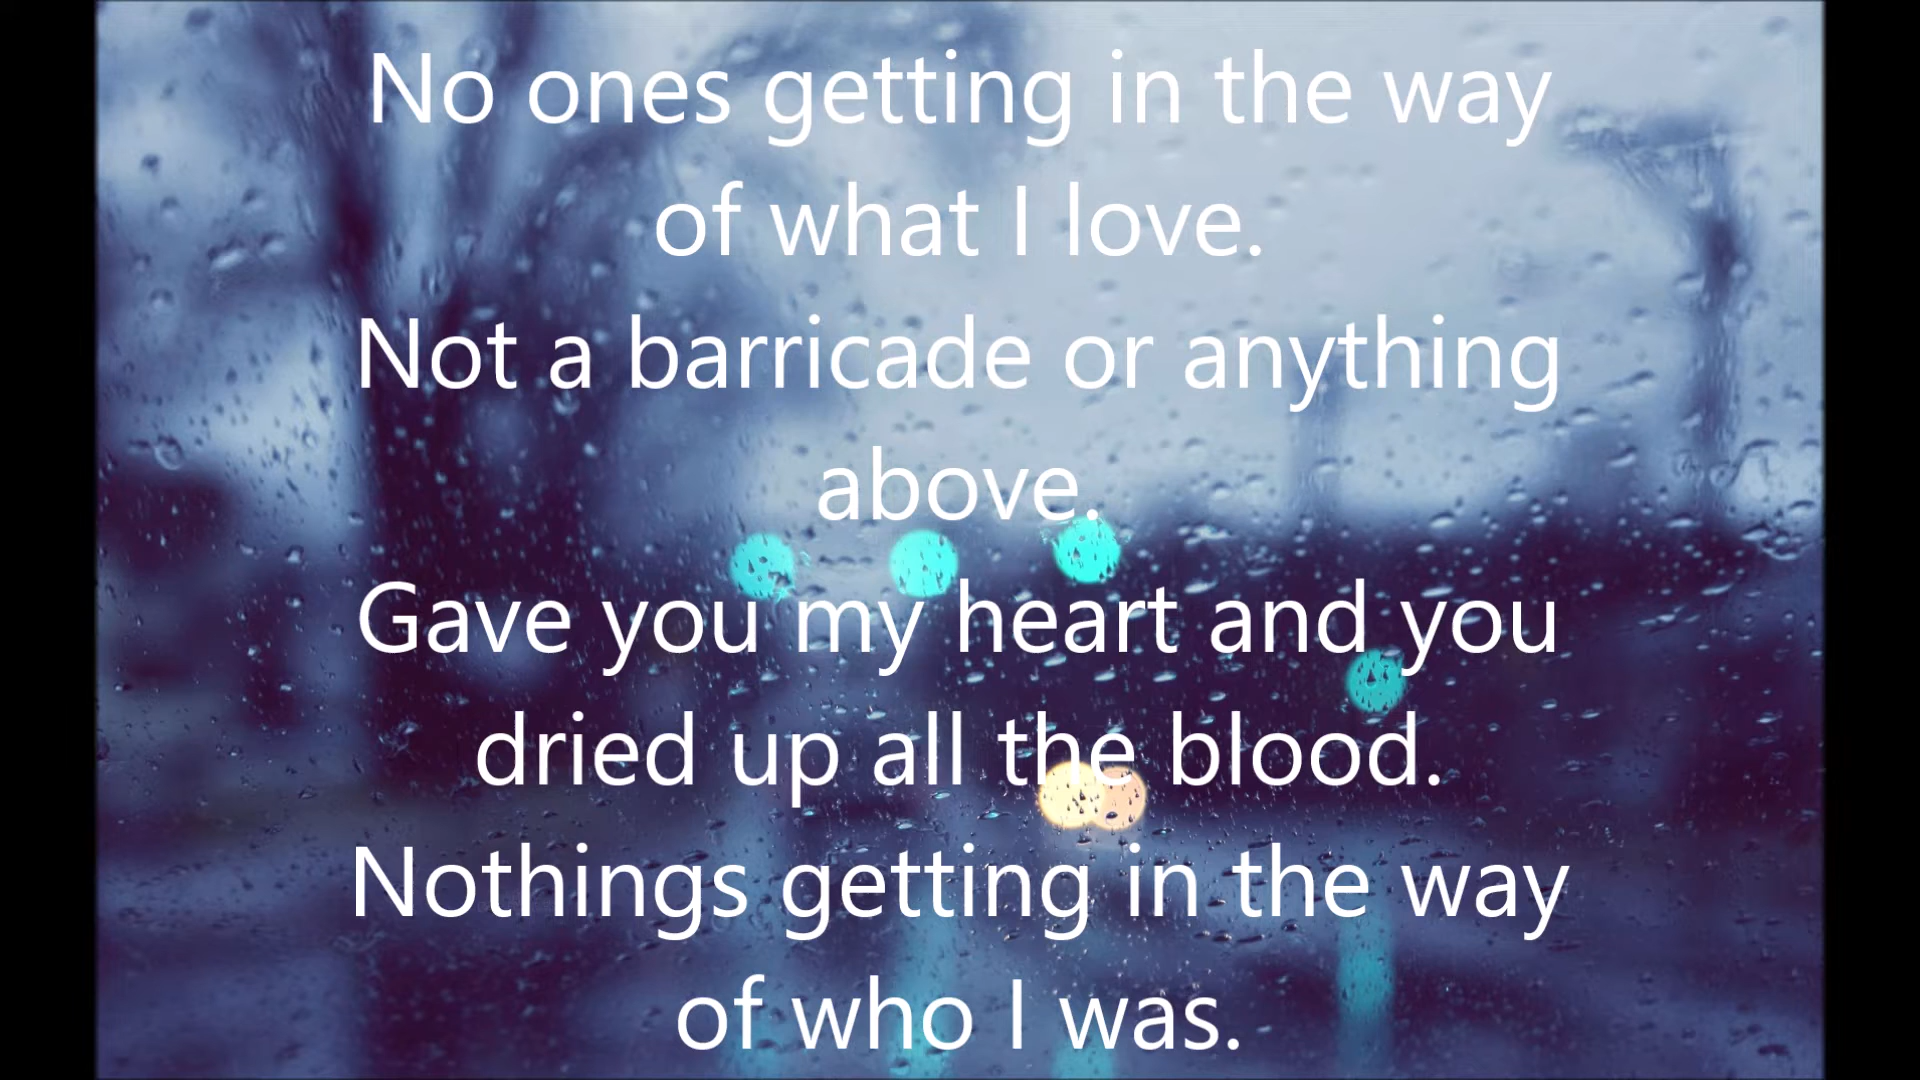 No ones getting in the way
of what I love.
Not a barricade or anything
above.
Gave you my heart and you
dried up all the blood.
Nothings getting in the way
of who I was.